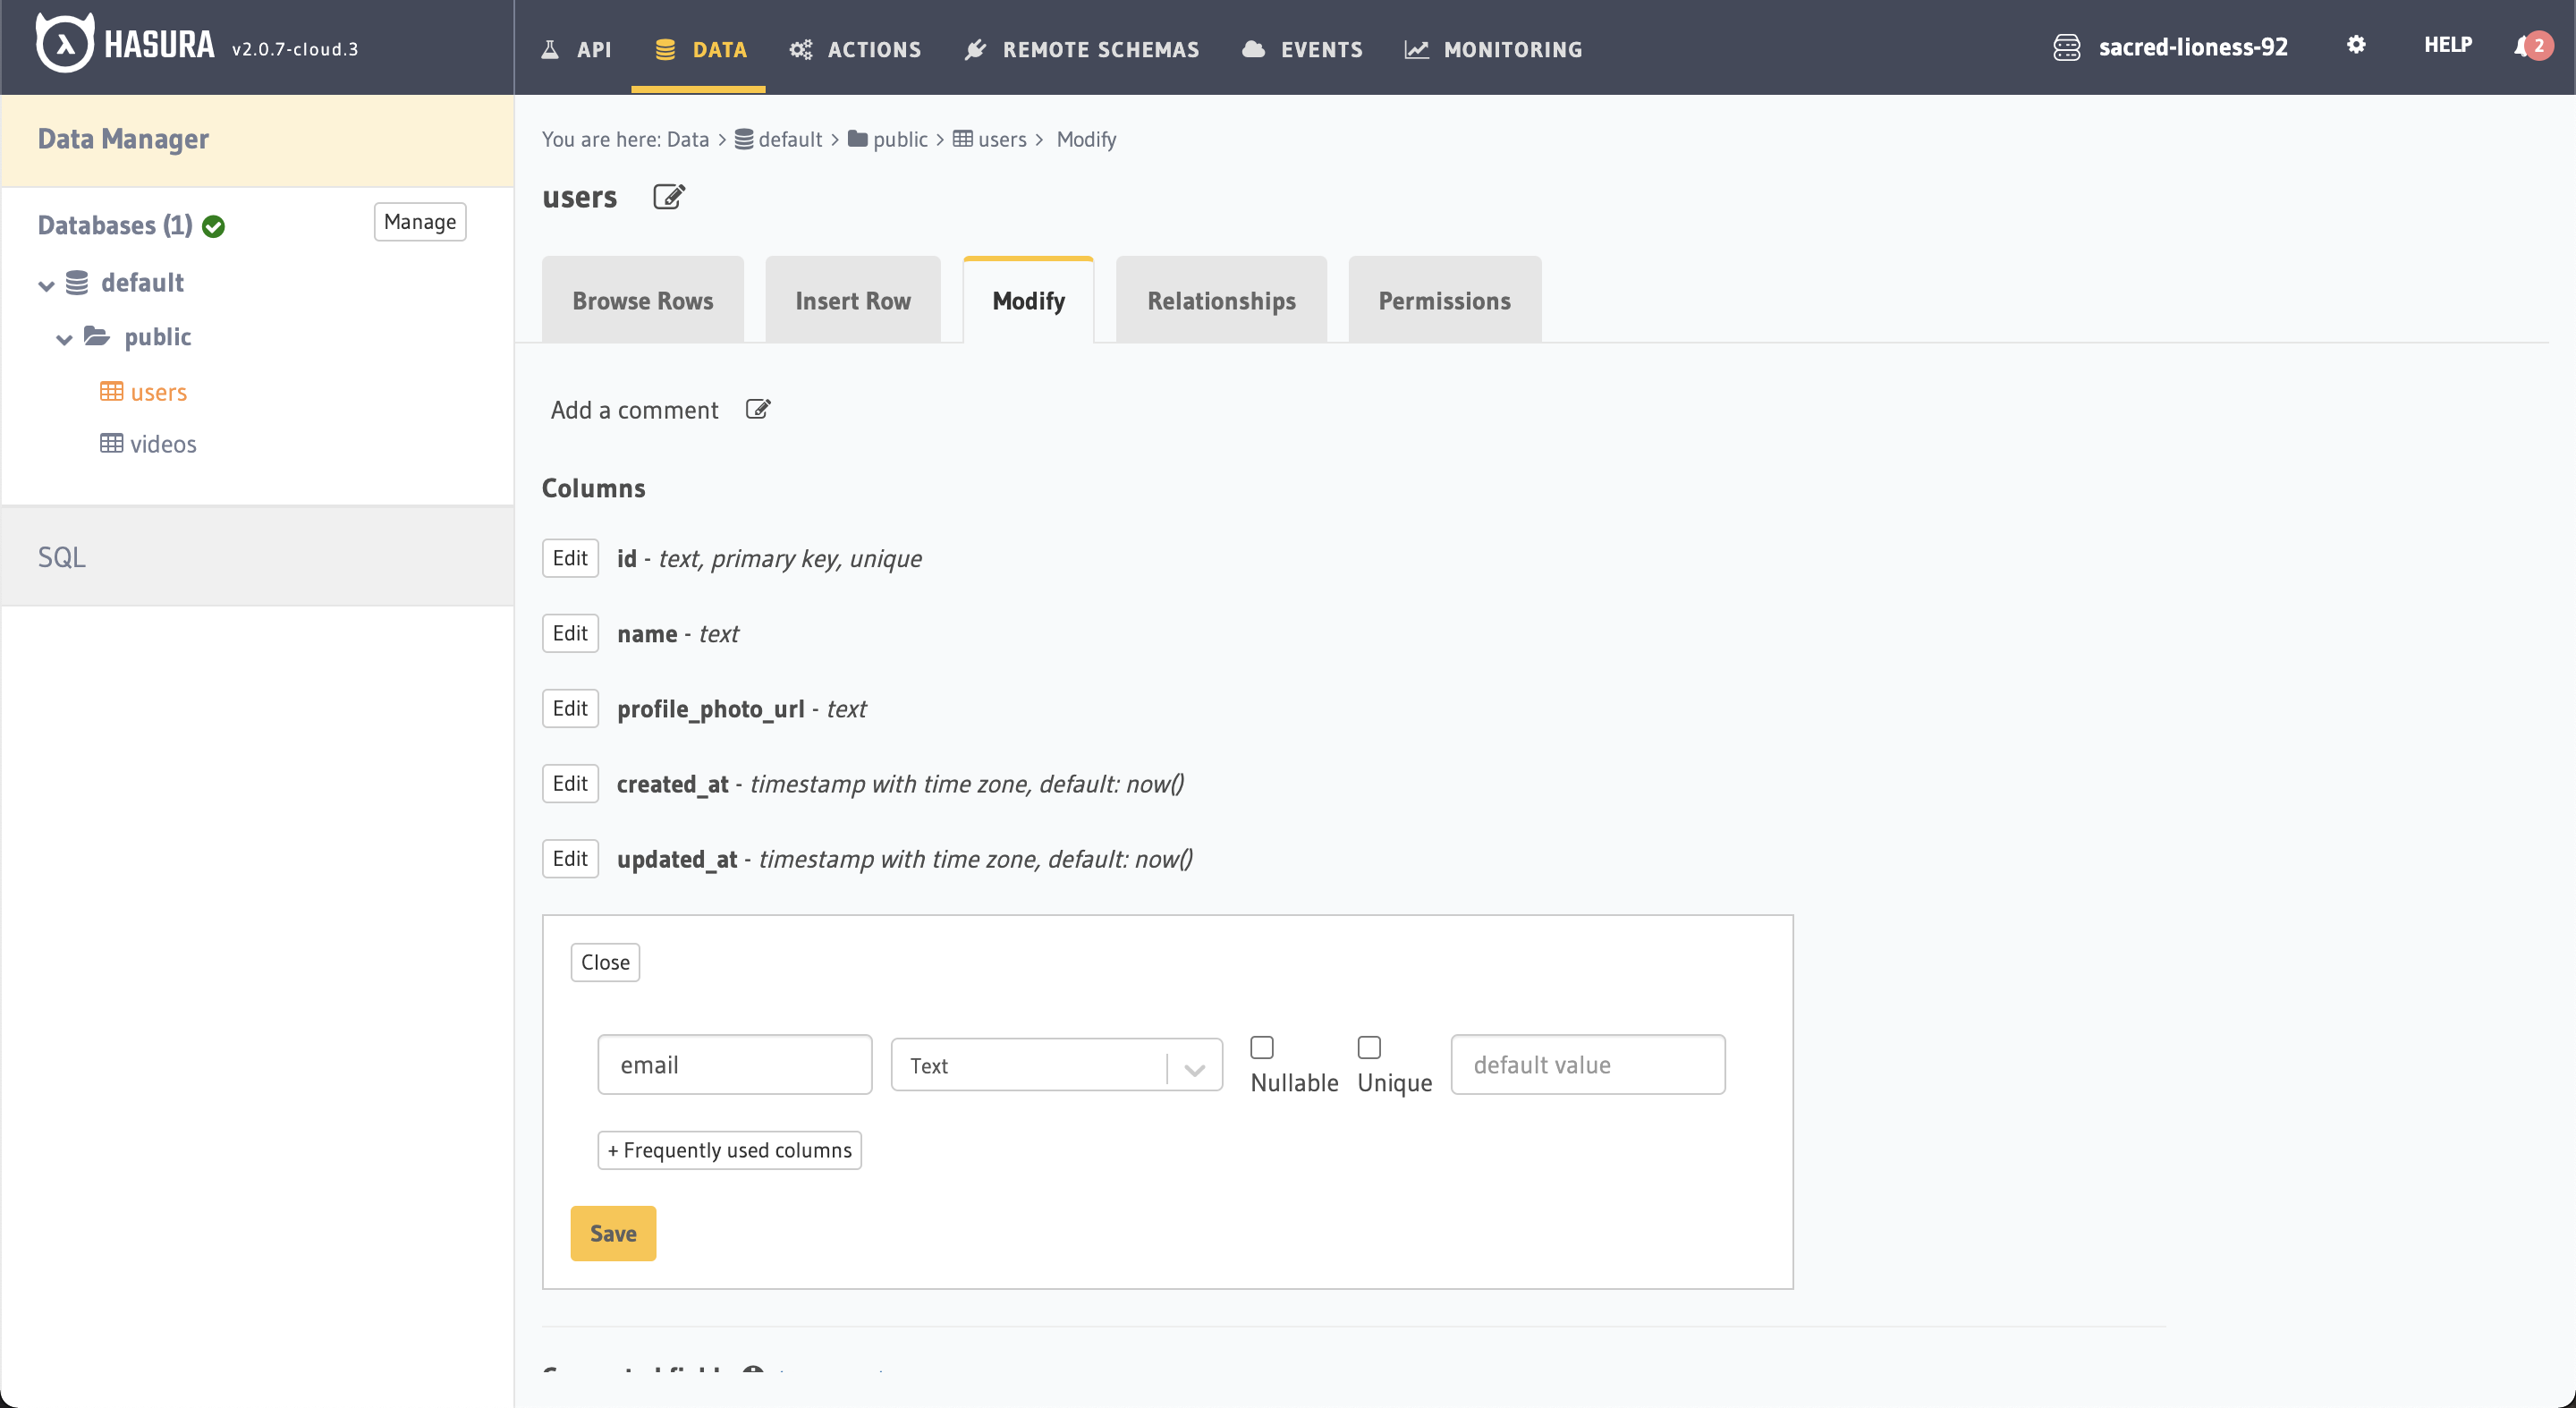 HASURA v2.0.7-cloud.3
API DATA ACTIONS REMOTE SCHEMAS EVENTS MONITORING
sacred-lioness-92 HELP 2
Data Manager
Databases (1) Manage
default
public
users
videos
SQL
You are here: Data > default > public > users > Modify
users
Browse Rows Insert Row Modify Relationships Permissions
Add a comment
Columns
Edit id - text, primary key, unique
Edit name - text
Edit profile_photo_url - text
Edit created_at - timestamp with time zone, default: now()
Edit updated_at - timestamp with time zone, default: now()
Close
email Text Nullable Unique default value
+ Frequently used columns
Save